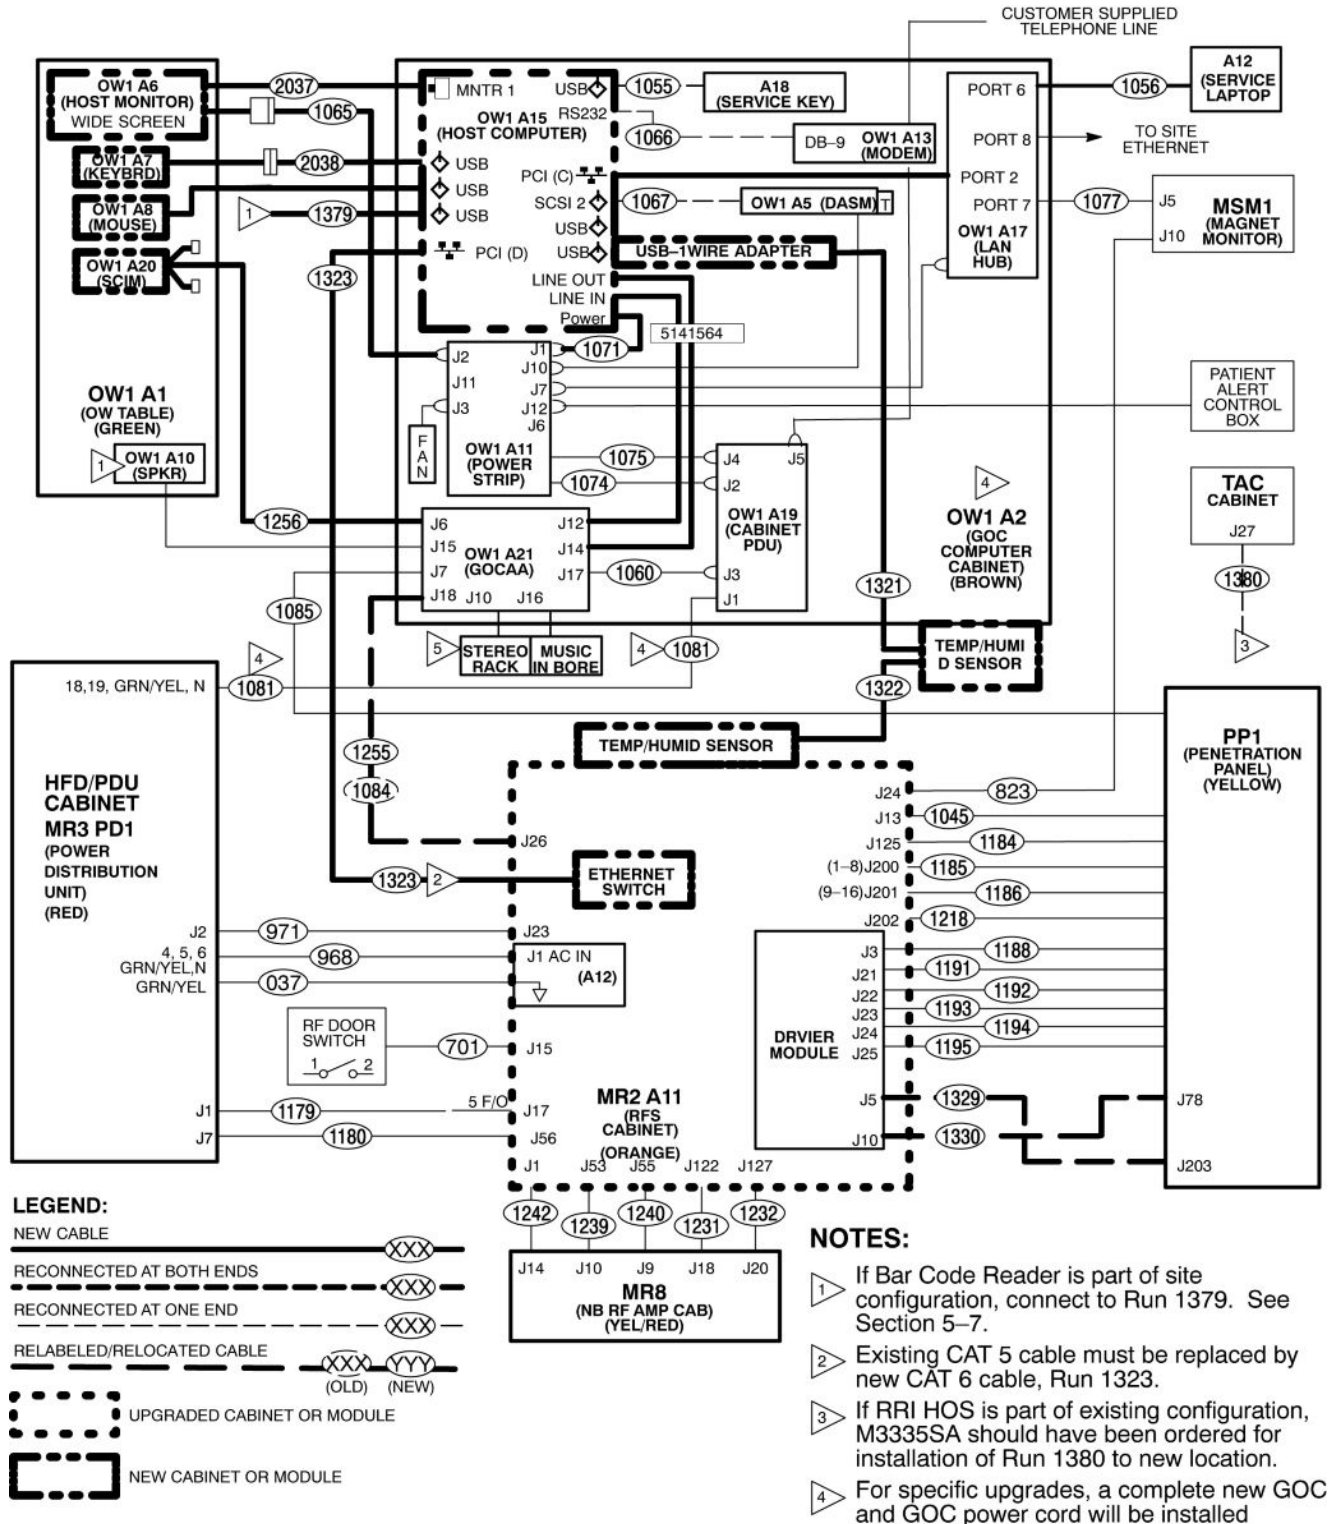 CUSTOMER SUPPLIED
TELEPHONE LINE
OW1 A6
(HOST MONITOR)
WIDE SCREEN
2037
1065
OW1 A7
(KEYBRD)
2038
OW1 A8
(MOUSE)
1
1379
OW1 A20
(SCIM)
1323
OW1 A1
(OW TABLE)
(GREEN)
1
OW1 A10
(SPKR)
MNTR 1
USB
RS232
OW1 A15
(HOST COMPUTER)
USB
USB
USB
PCI (C)
SCSI 2
USB
USB
PCI (D)
LINE OUT
LINE IN
Power
1055
A18
(SERVICE KEY)
1066
DB-9
OW1 A13
(MODEM)
1067
OW1 A5 (DASM)
T
USB-1WIRE ADAPTER
5141564
1071
PORT 6
PORT 8
PORT 2
PORT 7
OW1 A17
(LAN
HUB)
1056
A12
(SERVICE
LAPTOP
TO SITE
ETHERNET
1077
J5
J10
MSM1
(MAGNET
MONITOR)
J2
J11
J3
J1
J10
J7
J12
J6
OW1 A11
(POWER
STRIP)
FAN
1075
1074
J4
J2
J5
OW1 A19
(CABINET
PDU)
J3
J1
PATIENT
ALERT
CONTROL
BOX
TAC
CABINET
J27
1380
3
4
OW1 A2
(GOC
COMPUTER
CABINET)
(BROWN)
1256
J6
J15
J7
J18
J10
J16
J12
J14
J17
OW1 A21
(GOCAA)
1060
1085
5
STEREO
RACK
MUSIC
IN BORE
4
1081
1321
TEMP/HUMI
D SENSOR
1322
4
1081
18,19, GRN/YEL, N
HFD/PDU
CABINET
MR3 PD1
(POWER
DISTRIBUTION
UNIT)
(RED)
1255
1084
1323
2
TEMP/HUMID SENSOR
J26
ETHERNET
SWITCH
J24
823
J13
1045
J125
1184
(1-8)J200
1185
(9-16)J201
1186
J202
1218
PP1
(PENETRATION
PANEL)
(YELLOW)
J2
971
J23
4, 5, 6
GRN/YEL,N
968
J1 AC IN
(A12)
GRN/YEL
037
RF DOOR
SWITCH
1 2
701
J15
DRVIER
MODULE
J3
1188
J21
1191
J22
1192
J23
1193
J24
1194
J25
1195
J5
1329
J78
J10
1330
J203
MR2 A11
(RFS
CABINET)
(ORANGE)
J1
1179
5 F/O
J17
J7
1180
J56
J1
J53
J55
J122
J127
1242
1239
1240
1231
1232
J14
J10
J9
J18
J20
MR8
(NB RF AMP CAB)
(YEL/RED)
LEGEND:
NEW CABLE
XXX
RECONNECTED AT BOTH ENDS
XXX
RECONNECTED AT ONE END
XXX
RELABELED/RELOCATED CABLE
XXX YYY
(OLD) (NEW)
UPGRADED CABINET OR MODULE
NEW CABINET OR MODULE
NOTES:
1 If Bar Code Reader is part of site
configuration, connect to Run 1379. See
Section 5-7.
2 Existing CAT 5 cable must be replaced by
new CAT 6 cable, Run 1323.
3 If RRI HOS is part of existing configuration,
M3335SA should have been ordered for
installation of Run 1380 to new location.
4 For specific upgrades, a complete new GOC
and GOC power cord will be installed